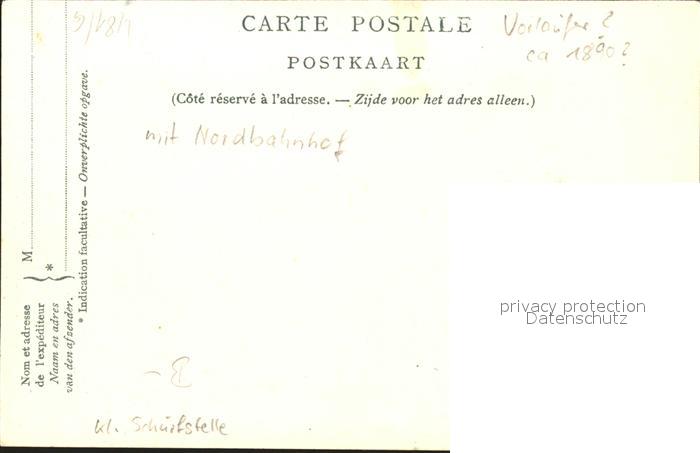 CARTE POSTALE
Vorläufer?
ca 1890?
POSTKAART
(Côté réservé à l'adresse. — Zijde voor het adres alleen.)
mit Nordbahnhof
M
*
Nom et adresse
de l'expéditeur
Naam en adres
van den afzender.
* Indication facultative — Onverplichte opgave.
privacy protection
Datenschutz
kl. Schürfstelle